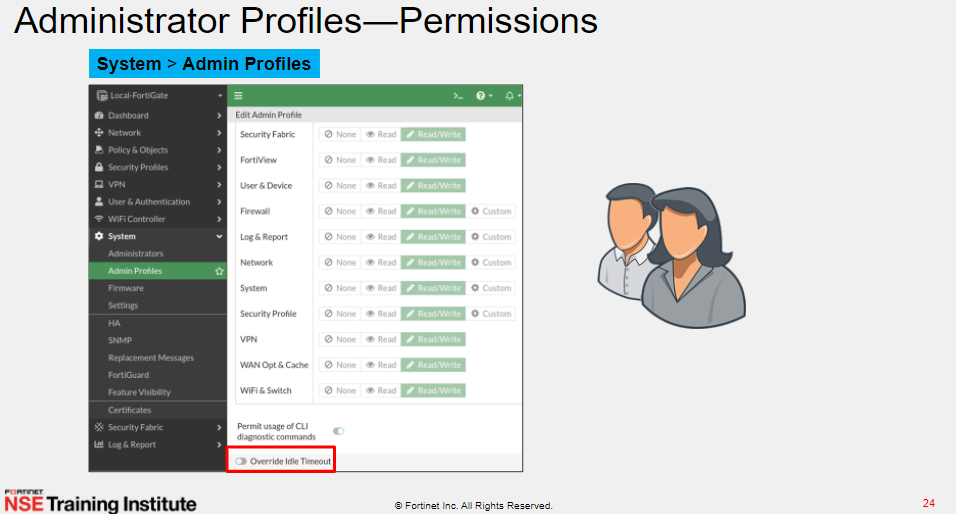 Administrator Profiles—Permissions
System > Admin Profiles
Local-FortiGate
Dashboard
Network
Policy & Objects
Security Profiles
VPN
User & Authentication
WiFi Controller
System
Administrators
Admin Profiles
Firmware
Settings
HA
SNMP
Replacement Messages
FortiGuard
Feature Visibility
Certificates
Security Fabric
Log & Report
Edit Admin Profile
Security Fabric None Read Read/Write
FortiView None Read Read/Write
User & Device None Read Read/Write
Firewall None Read Read/Write Custom
Log & Report None Read Read/Write Custom
Network None Read Read/Write Custom
System None Read Read/Write Custom
Security Profile None Read Read/Write Custom
VPN None Read Read/Write
WAN Opt & Cache None Read Read/Write
WiFi & Switch None Read Read/Write
Permit usage of CLI
diagnostic commands
Override Idle Timeout
FORTINET
NSE Training Institute
© Fortinet Inc. All Rights Reserved.
24